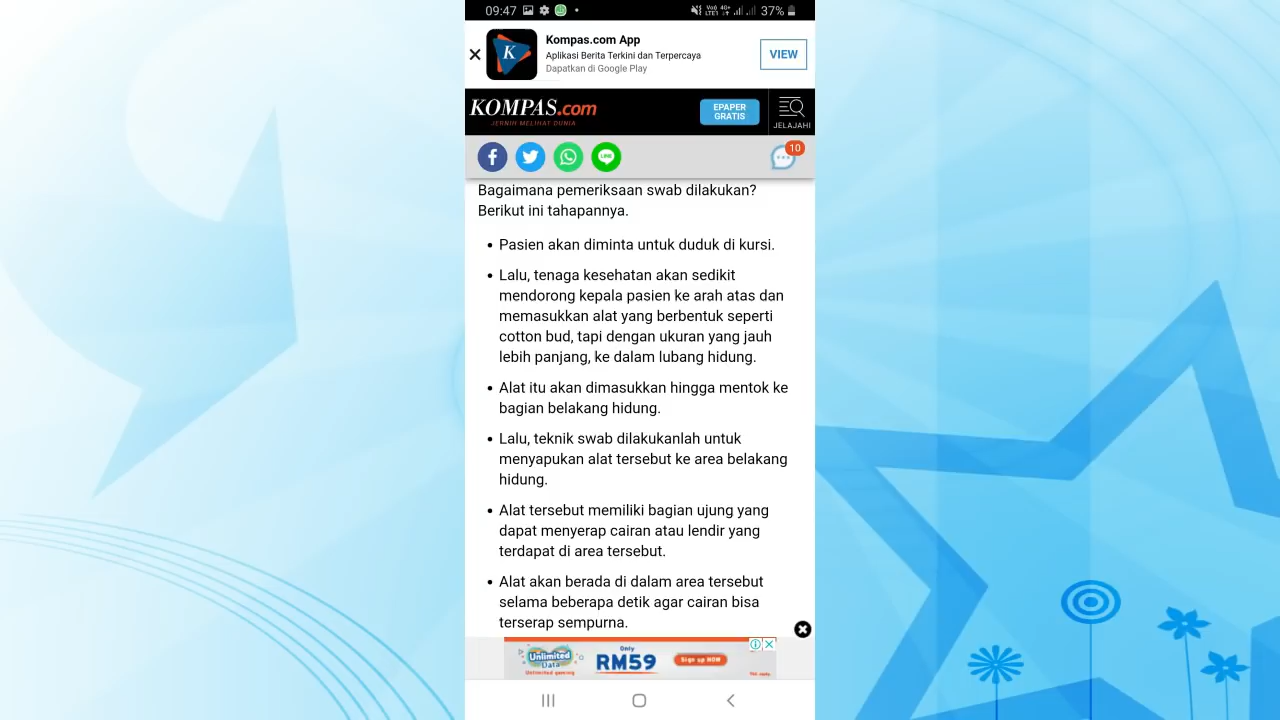 09:47
37%
Kompas.com App
Aplikasi Berita Terkini dan Terpercaya
Dapatkan di Google Play
VIEW
K
KOMPAS.com
JERNIH MELIHAT DUNIA
EPAPER
GRATIS
JELAJAHI
10
Bagaimana pemeriksaan swab dilakukan?
Berikut ini tahapannya.
• Pasien akan diminta untuk duduk di kursi.
• Lalu, tenaga kesehatan akan sedikit
mendorong kepala pasien ke arah atas dan
memasukkan alat yang berbentuk seperti
cotton bud, tapi dengan ukuran yang jauh
lebih panjang, ke dalam lubang hidung.
• Alat itu akan dimasukkan hingga mentok ke
bagian belakang hidung.
• Lalu, teknik swab dilakukanlah untuk
menyapukan alat tersebut ke area belakang
hidung.
• Alat tersebut memiliki bagian ujung yang
dapat menyerap cairan atau lendir yang
terdapat di area tersebut.
• Alat akan berada di dalam area tersebut
selama beberapa detik agar cairan bisa
terserap sempurna.
Unlimited
Data
Unlimited gaming
Only
RM59
Sign up NOW